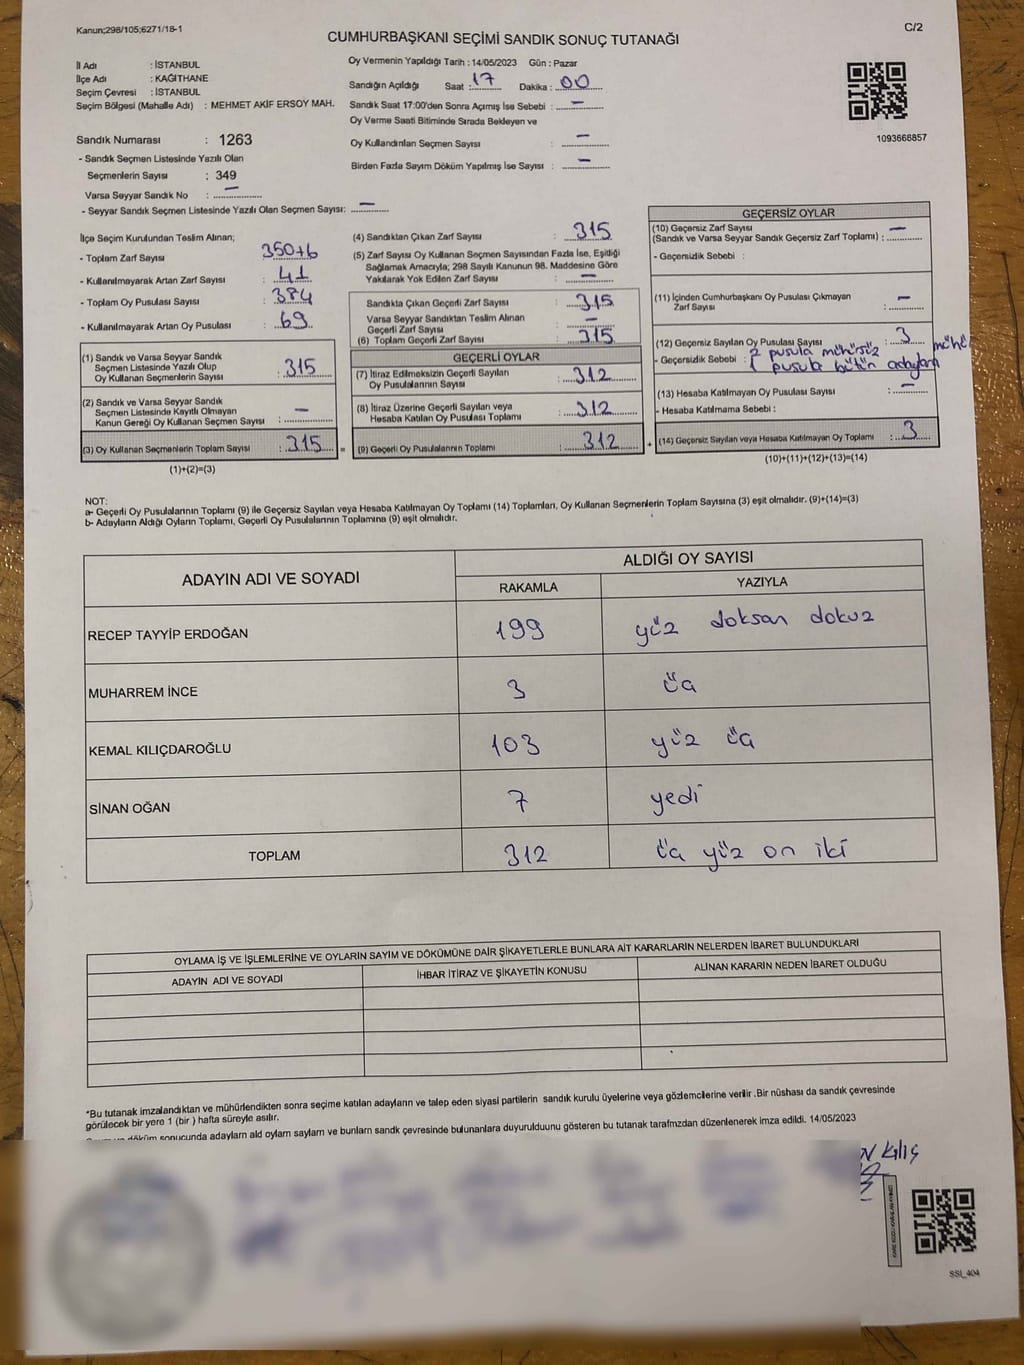 Kanun;298/105;6271/18-1
C/2
CUMHURBAŞKANI SEÇİMİ SANDIK SONUÇ TUTANAĞI
İl Adı : İSTANBUL
İlçe Adı : KAĞITHANE
Seçim Çevresi : İSTANBUL
Seçim Bölgesi (Mahalle Adı) : MEHMET AKİF ERSOY MAH.
Sandık Numarası : 1263
- Sandık Seçmen Listesinde Yazılı Olan
Seçmenlerin Sayısı : 349
Varsa Seyyar Sandık No : —
- Seyyar Sandık Seçmen Listesinde Yazılı Olan Seçmen Sayısı: —
Oy Vermenin Yapıldığı Tarih : 14/05/2023 Gün : Pazar
Sandığın Açıldığı Saat : 17 Dakika : 00
Sandık Saat 17:00'den Sonra Açımış İse Sebebi : —
Oy Verme Saati Bitiminde Sırada Bekleyen ve
Oy Kullandırılan Seçmen Sayısı : —
Birden Fazla Sayım Döküm Yapılmış İse Sayısı : —
1093668857
İlçe Seçim Kurulundan Teslim Alınan;
- Toplam Zarf Sayısı : 350+6
- Kullanılmayarak Artan Zarf Sayısı : 41
- Toplam Oy Pusulası Sayısı : 384
- Kullanılmayarak Artan Oy Pusulası : 69
(1) Sandık ve Varsa Seyyar Sandık
Seçmen Listesinde Yazılı Olup
Oy Kullanan Seçmenlerin Sayısı : 315
(2) Sandık ve Varsa Seyyar Sandık
Seçmen Listesinde Kayıtlı Olmayan
Kanun Gereği Oy Kullanan Seçmen Sayısı : —
(3) Oy Kullanan Seçmenlerin Toplam Sayısı : 315 =
(1)+(2)=(3)
(4) Sandıktan Çıkan Zarf Sayısı : 315
(5) Zarf Sayısı Oy Kullanan Seçmen Sayısından Fazla İse, Eşitliği
Sağlamak Amacıyla; 298 Sayılı Kanunun 98. Maddesine Göre
Yakılarak Yok Edilen Zarf Sayısı : —
Sandıkta Çıkan Geçerli Zarf Sayısı : 315
Varsa Seyyar Sandıktan Teslim Alınan
Geçerli Zarf Sayısı : —
(6) Toplam Geçerli Zarf Sayısı : 315
GEÇERLİ OYLAR
(7) İtiraz Edilmeksizin Geçerli Sayılan
Oy Pusulalarının Sayısı : 312
(8) İtiraz Üzerine Geçerli Sayılan veya
Hesaba Katılan Oy Pusulası Toplamı : 312
(9) Geçerli Oy Pusulalarının Toplamı : 312 +
GEÇERSİZ OYLAR
(10) Geçersiz Zarf Sayısı
(Sandık ve Varsa Seyyar Sandık Geçersiz Zarf Toplamı) : —
- Geçersizlik Sebebi :
(11) İçinden Cumhurbaşkanı Oy Pusulası Çıkmayan
Zarf Sayısı : —
(12) Geçersiz Sayılan Oy Pusulası Sayısı : 3
- Geçersizlik Sebebi : 2 pusula mühürsüz
1 pusula bütün adaylara mühür
(13) Hesaba Katılmayan Oy Pusulası Sayısı : —
- Hesaba Katılmama Sebebi :
(14) Geçersiz Sayılan veya Hesaba Katılmayan Oy Toplamı : 3
(10)+(11)+(12)+(13)=(14)
NOT:
a- Geçerli Oy Pusulalarının Toplamı (9) ile Geçersiz Sayılan veya Hesaba Katılmayan Oy Toplamı (14) Toplamları, Oy Kullanan Seçmenlerin Toplam Sayısına (3) eşit olmalıdır. (9)+(14)=(3)
b- Adayların Aldığı Oyların Toplamı, Geçerli Oy Pusulalarının Toplamına (9) eşit olmalıdır.
ADAYIN ADI VE SOYADI
ALDIĞI OY SAYISI
RAKAMLA YAZIYLA
RECEP TAYYİP ERDOĞAN 199 yüz doksan dokuz
MUHARREM İNCE 3 üç
KEMAL KILIÇDAROĞLU 103 yüz üç
SİNAN OĞAN 7 yedi
TOPLAM 312 üç yüz on iki
OYLAMA İŞ VE İŞLEMLERİNE VE OYLARIN SAYIM VE DÖKÜMÜNE DAİR ŞİKAYETLERLE BUNLARA AİT KARARLARIN NELERDEN İBARET BULUNDUKLARI
ADAYIN ADI VE SOYADI İHBAR İTİRAZ VE ŞİKAYETİN KONUSU ALINAN KARARIN NEDEN İBARET OLDUĞU
*Bu tutanak imzalandıktan ve mühürlendikten sonra seçime katılan adayların ve talep eden siyasi partilerin sandık kurulu üyelerine veya gözlemcilerine verilir .Bir nüshası da sandık çevresinde
görülecek bir yere 1 (bir ) hafta süreyle asılır.
döküm sonucunda adayların ald oyların sayları ve bunların sandk çevresinde bulunanlara duyurulduunu gösteren bu tutanak tarafmzdan düzenlenerek imza edildi. 14/05/2023
Kılıç
SSİ_404